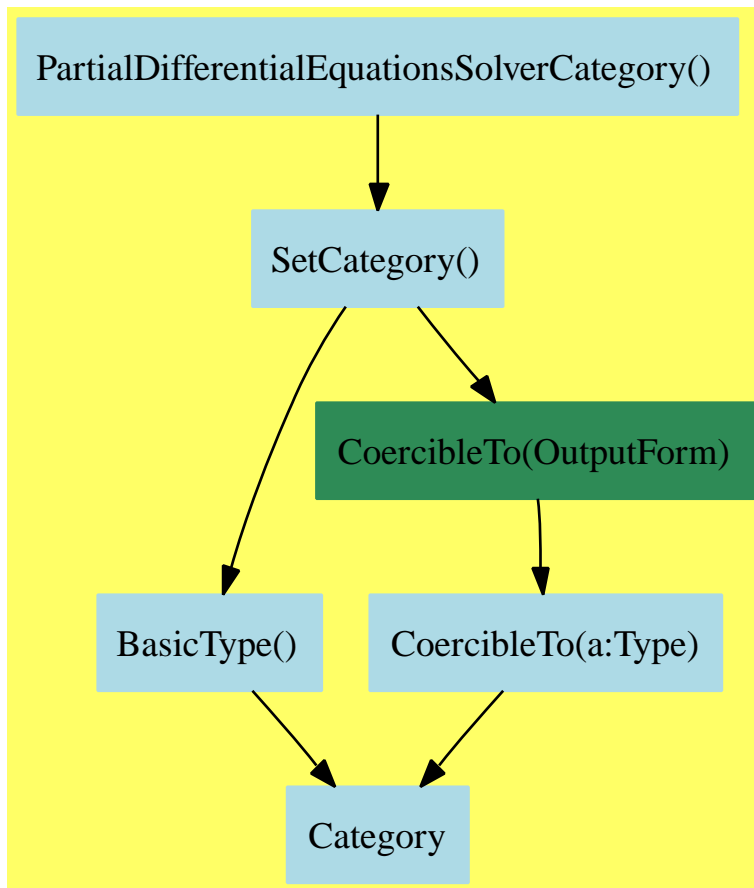 PartialDifferentialEquationsSolverCategory()
SetCategory()
CoercibleTo(OutputForm)
BasicType()
CoercibleTo(a:Type)
Category